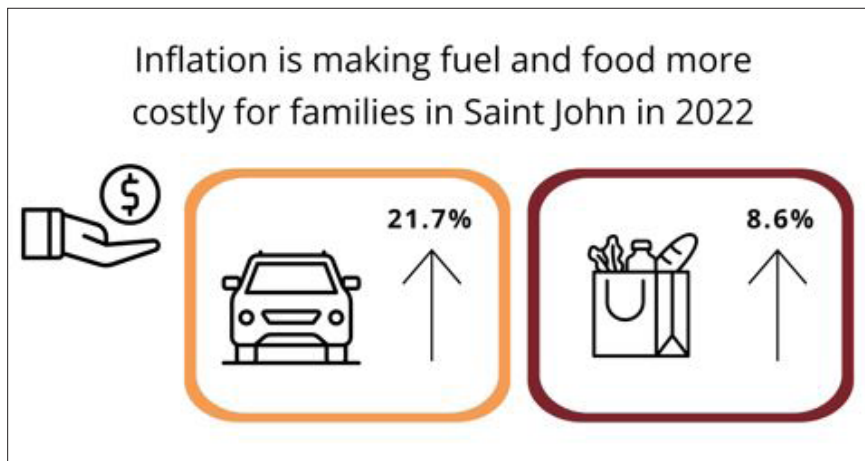 Inflation is making fuel and food more
costly for families in Saint John in 2022
$
21.7%
8.6%